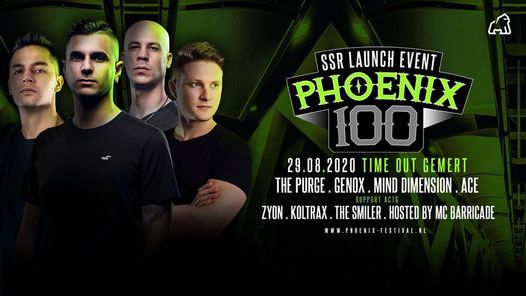 SSR LAUNCH EVENT
PHOENIX
100
29.08.2020 TIME OUT GEMERT
THE PURGE . GENOX . MIND DIMENSION . ACE
SUPPORT ACTS
ZYON . KOLTRAX . THE SMILER . HOSTED BY MC BARRICADE
WWW.PHOENIX-FESTIVAL.NL